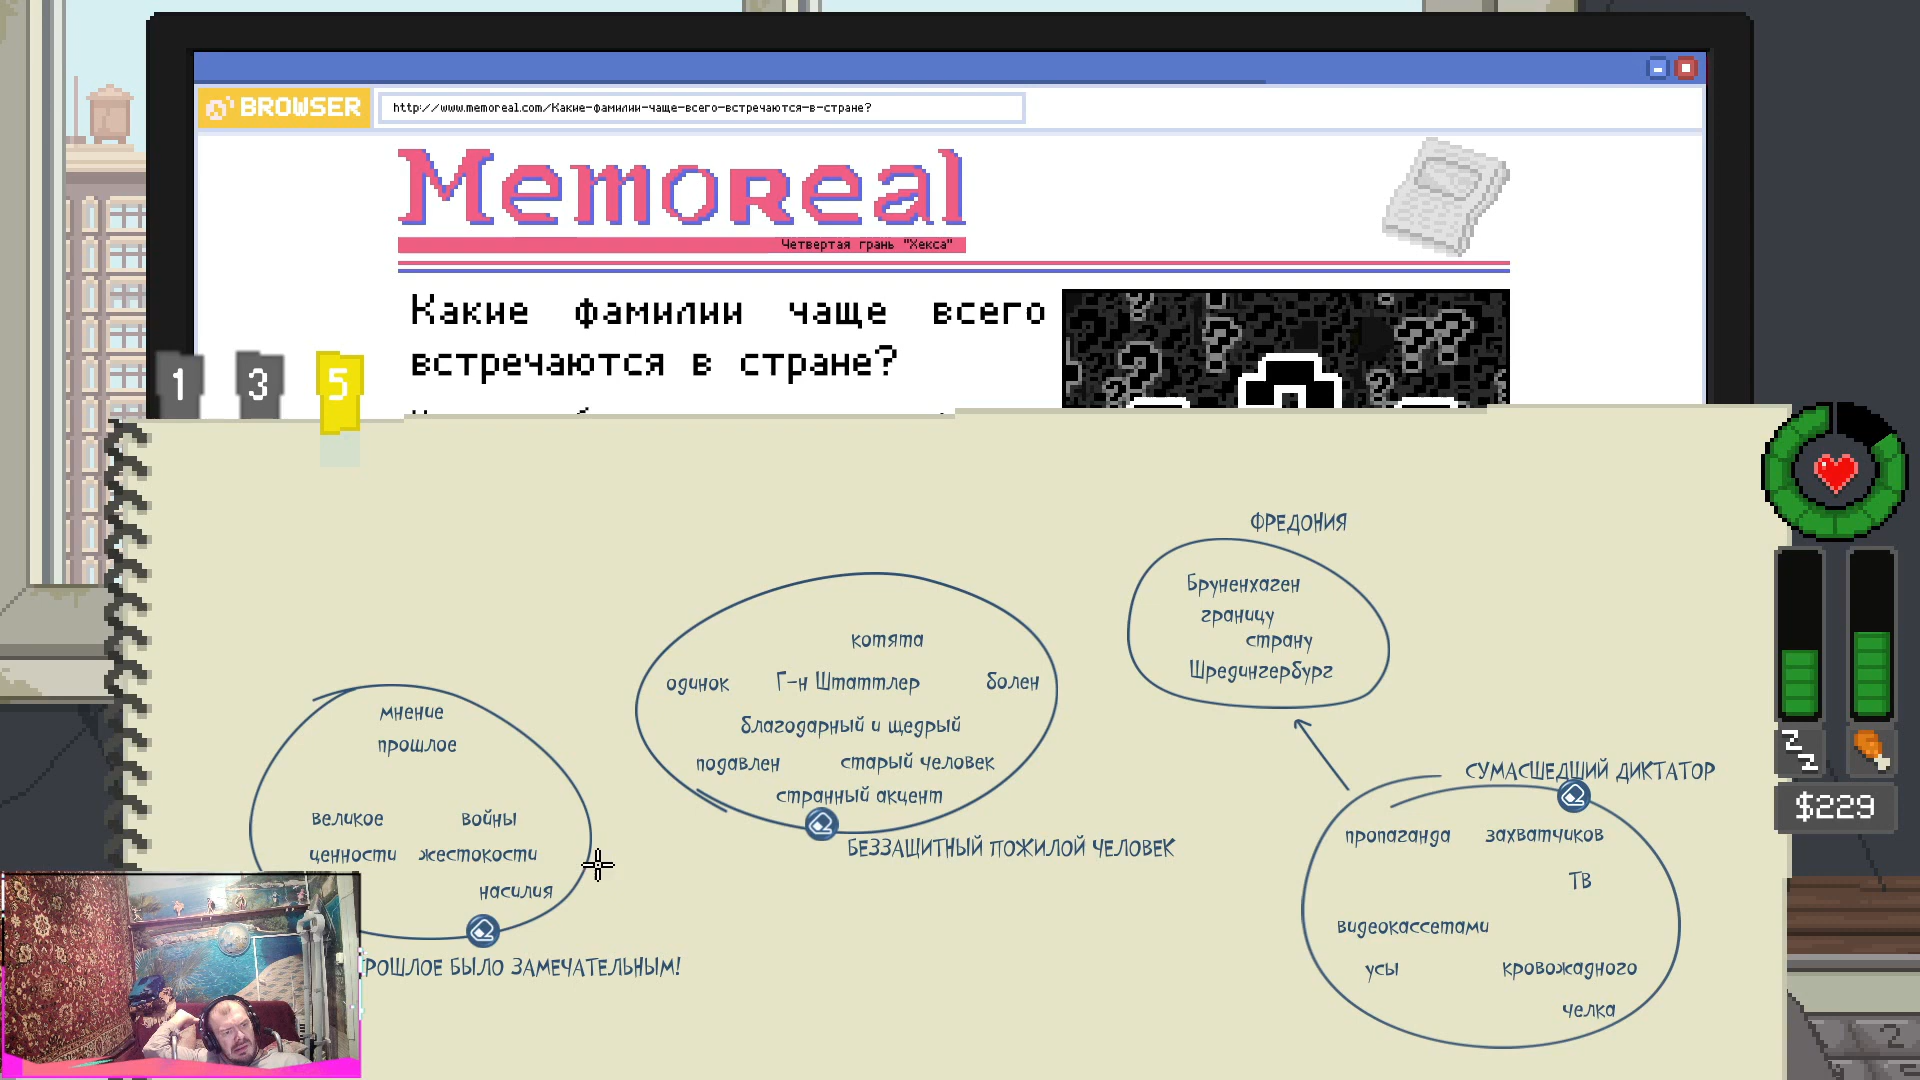 BROWSER
http://www.memoreal.com/Какие-фамилии-чаще-всего-встречаются-в-стране?
Memoreal
Четвертая грань "Хекса"
Какие фамилии чаще всего
встречаются в стране?
1 3 5
ФРЕДОНИЯ
Бруненхаген
границу
страну
Шредингербург
котята
одинок Г-н Штаттлер болен
благодарный и щедрый
подавлен старый человек
странный акцент
БЕЗЗАЩИТНЫЙ ПОЖИЛОЙ ЧЕЛОВЕК
мнение
прошлое
великое войны
ценности жестокости
насилия
РОШЛОЕ БЫЛО ЗАМЕЧАТЕЛЬНЫМ!
СУМАСШЕДШИЙ ДИКТАТОР
пропаганда захватчиков
ТВ
видеокассетами
усы кровожадного
челка
$229
2